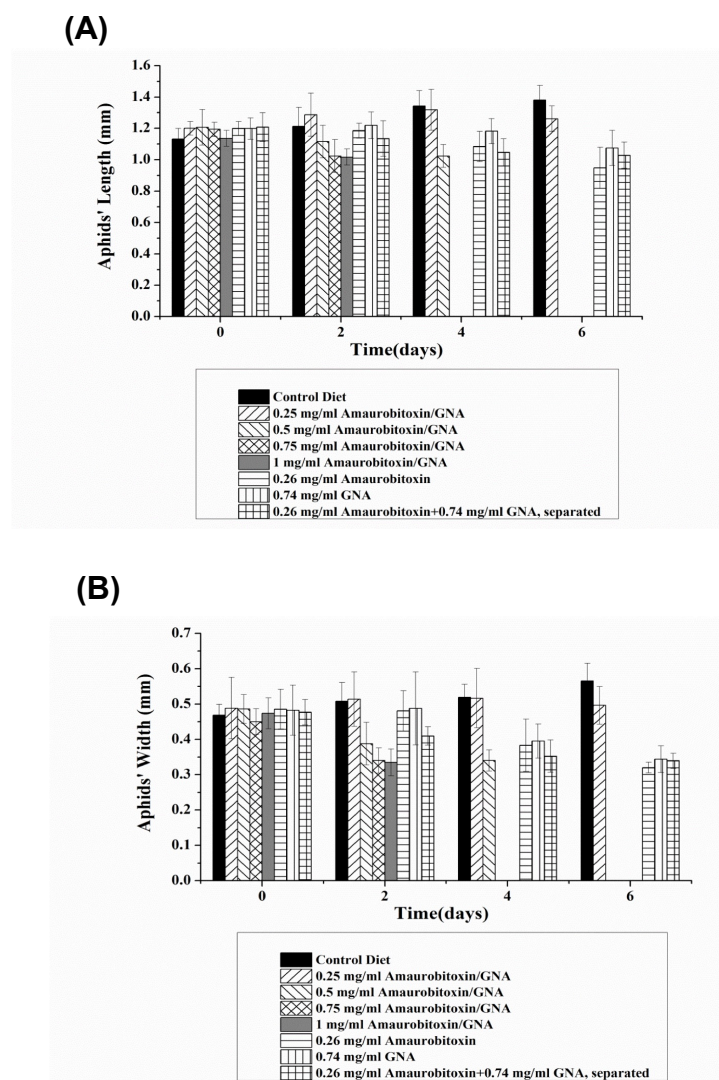 (A)
1.6
1.4
1.2
1.0
0.8
0.6
0.4
0.2
0.0
Aphids' Length (mm)
0 2 4 6
Time(days)
Control Diet
0.25 mg/ml Amaurobitoxin/GNA
0.5 mg/ml Amaurobitoxin/GNA
0.75 mg/ml Amaurobitoxin/GNA
1 mg/ml Amaurobitoxin/GNA
0.26 mg/ml Amaurobitoxin
0.74 mg/ml GNA
0.26 mg/ml Amaurobitoxin+0.74 mg/ml GNA, separated
(B)
0.7
0.6
0.5
0.4
0.3
0.2
0.1
0.0
Aphids' Width (mm)
0 2 4 6
Time(days)
Control Diet
0.25 mg/ml Amaurobitoxin/GNA
0.5 mg/ml Amaurobitoxin/GNA
0.75 mg/ml Amaurobitoxin/GNA
1 mg/ml Amaurobitoxin/GNA
0.26 mg/ml Amaurobitoxin
0.74 mg/ml GNA
0.26 mg/ml Amaurobitoxin+0.74 mg/ml GNA, separated